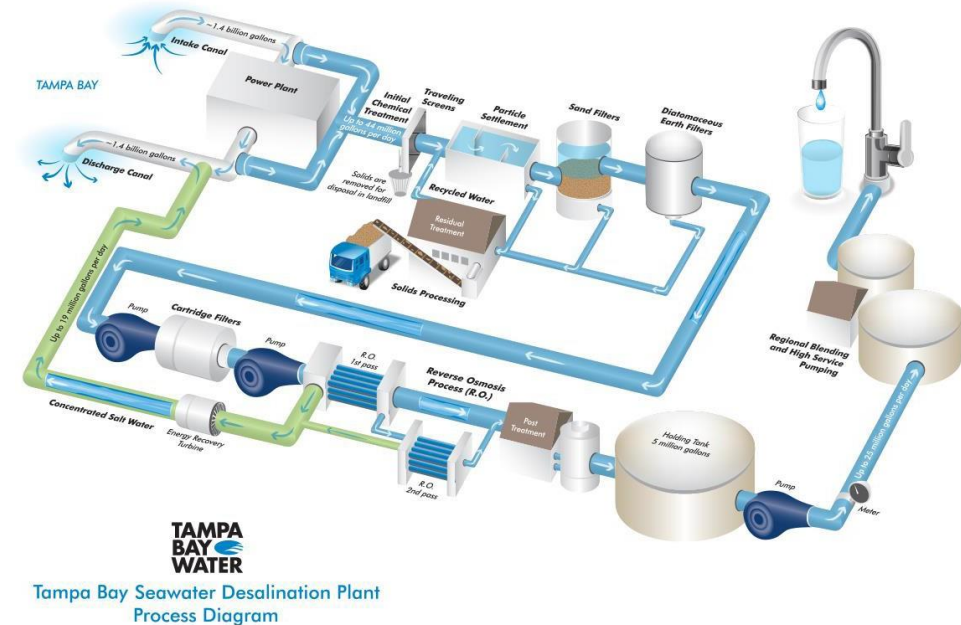 ~1.4 billion gallons
Intake Canal
TAMPA BAY
Power Plant
~1.4 billion gallons
Discharge Canal
Up to 44 million
gallons per day
Initial
Chemical
Treatment
Traveling
Screens
Solids are
removed for
disposal in landfill
Particle
Settlement
Recycled Water
Sand Filters
Diatomaceous
Earth Filters
Residual
Treatment
Solids Processing
Up to 19 million gallons per day
Pump
Cartridge Filters
Pump
R.O.
1st pass
Reverse Osmosis
Process (R.O.)
Concentrated Salt Water
Energy Recovery
Turbine
R.O.
2nd pass
Post
Treatment
Holding Tank
5 million gallons
Pump
Meter
Up to 25 million gallons per day
Regional Blending
and High Service
Pumping
TAMPA
BAY
WATER
Tampa Bay Seawater Desalination Plant
Process Diagram